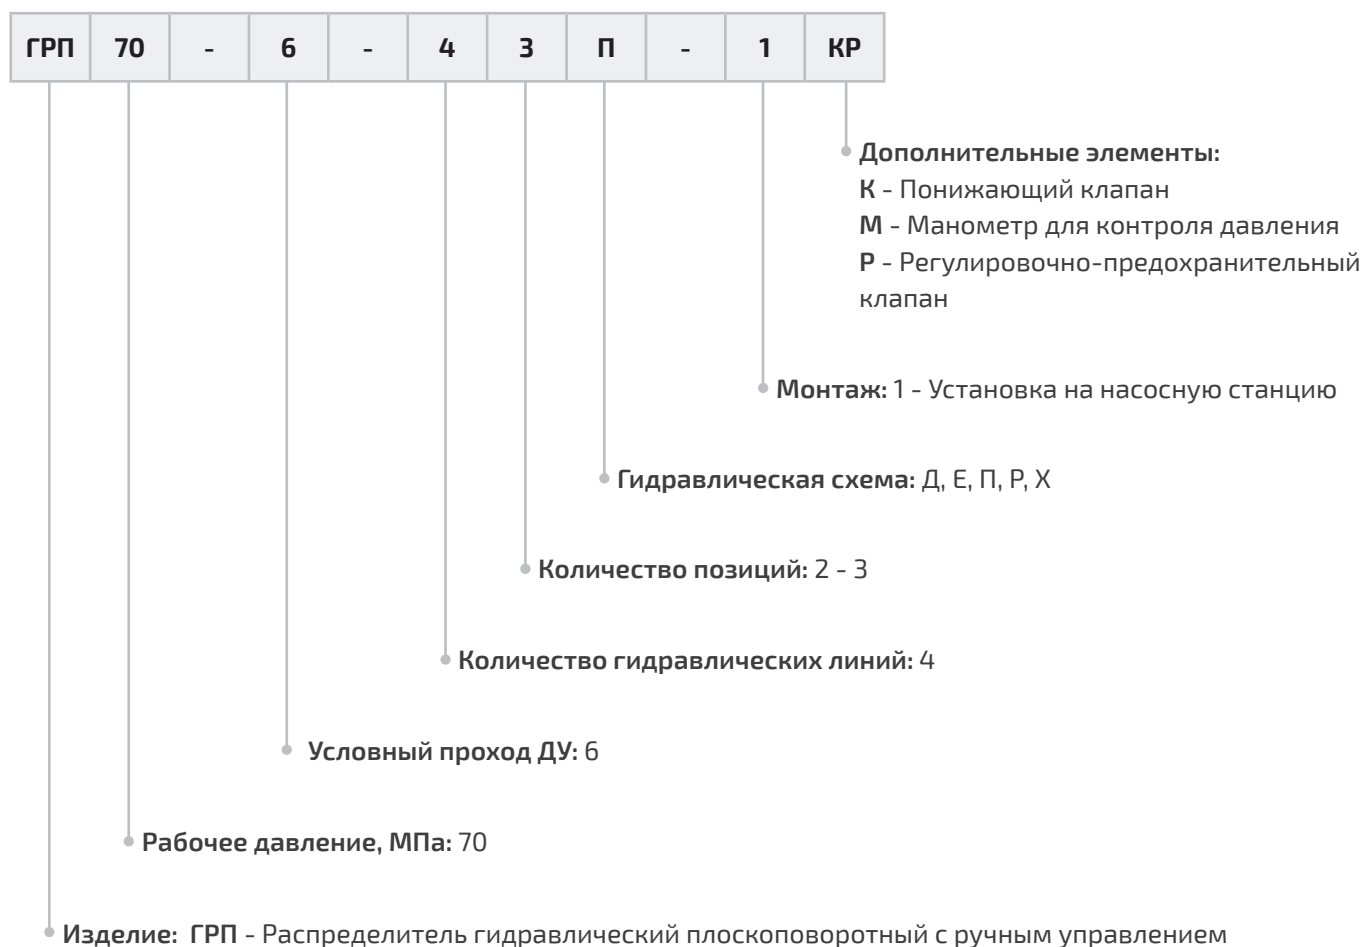 ГРП 70 - 6 - 4 3 П - 1 КР
Дополнительные элементы:
К - Понижающий клапан
М - Манометр для контроля давления
Р - Регулировочно-предохранительный
клапан
Монтаж: 1 - Установка на насосную станцию
Гидравлическая схема: Д, Е, П, Р, Х
Количество позиций: 2 - 3
Количество гидравлических линий: 4
Условный проход ДУ: 6
Рабочее давление, МПа: 70
Изделие: ГРП - Распределитель гидравлический плоскоповоротный с ручным управлением